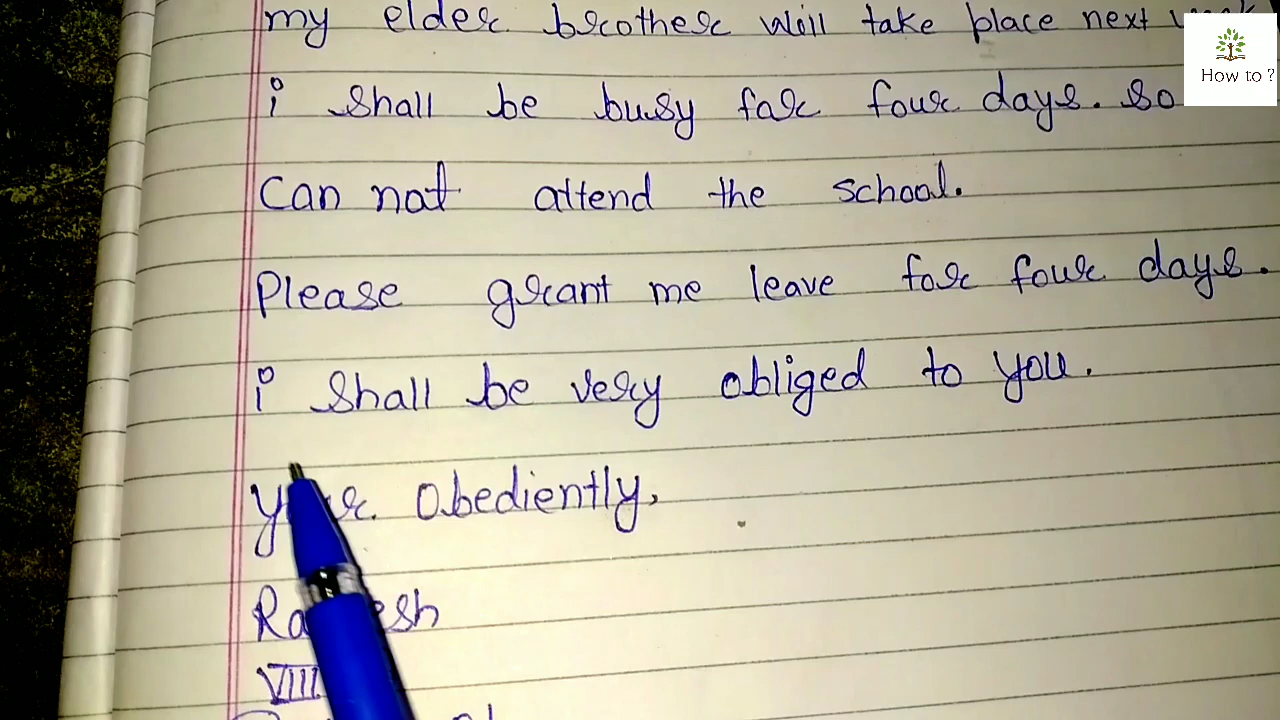 my elder brother will take place next
How to ?
i shall be busy for four days. so
can not attend the school.
Please grant me leave for four days.
i shall be very obliged to you.
obediently,
VIII